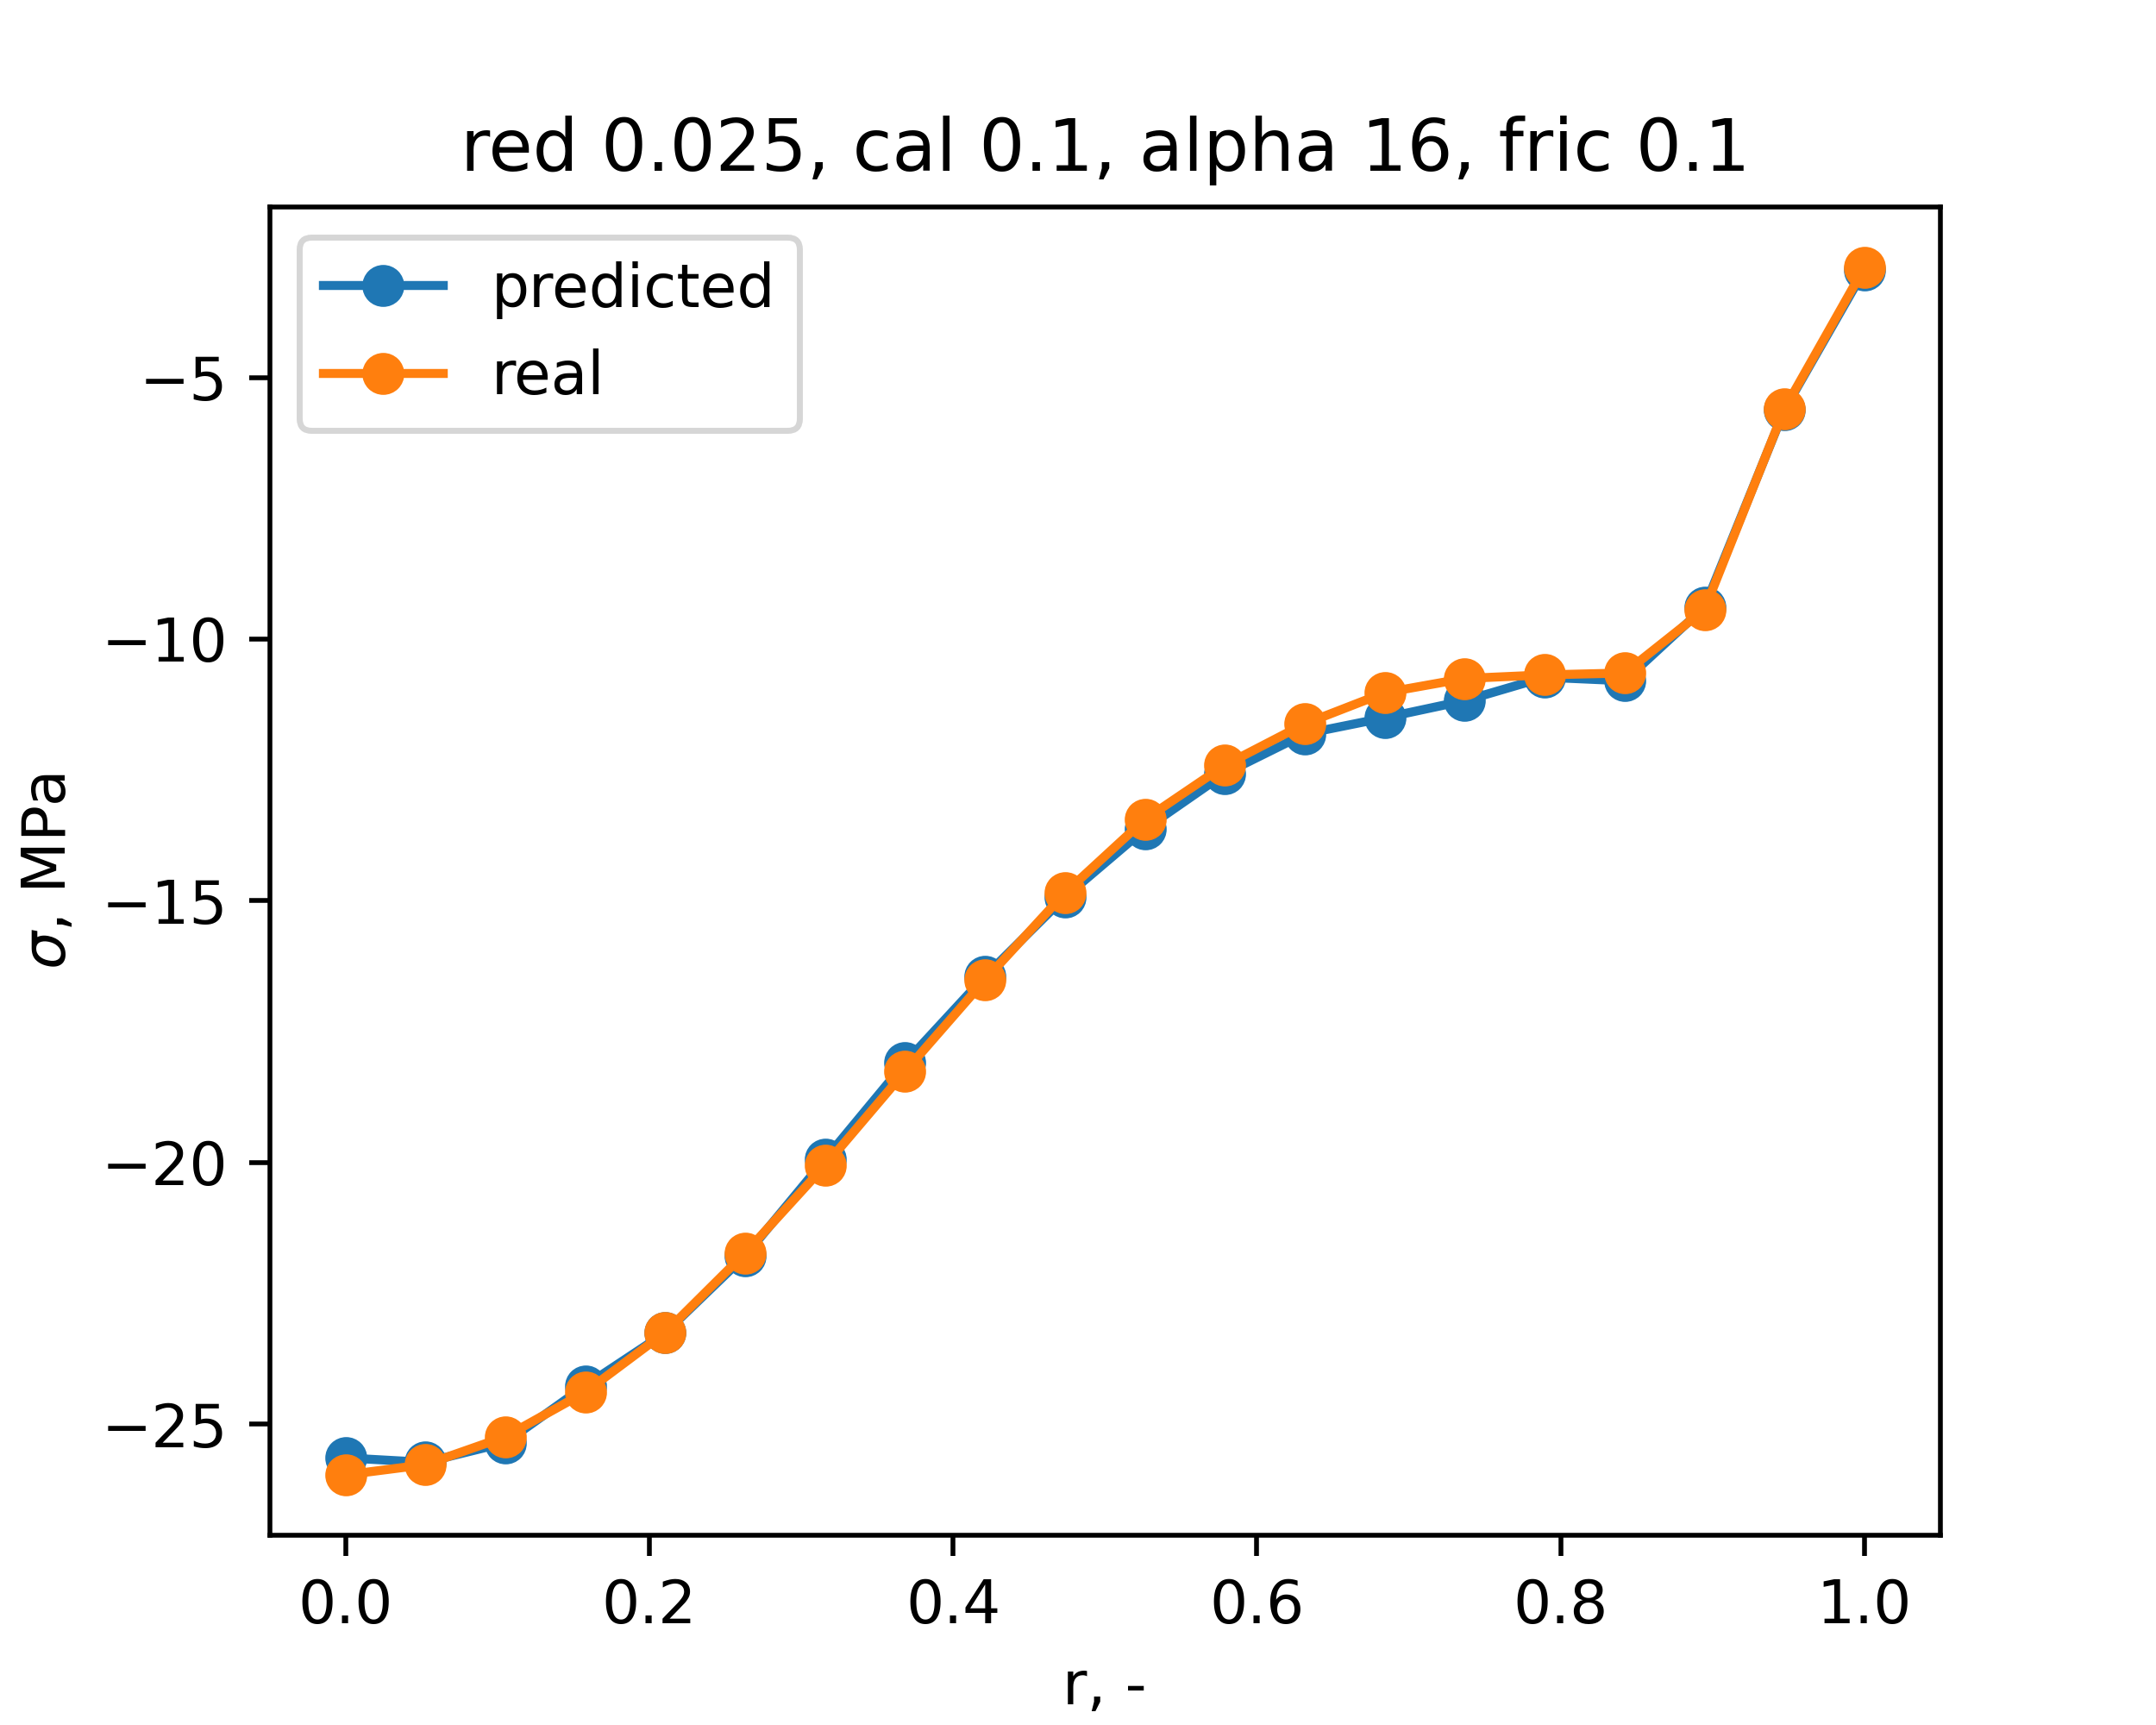 red 0.025, cal 0.1, alpha 16, fric 0.1
predicted
real
σ, MPa
−5
−10
−15
−20
−25
0.0 0.2 0.4 0.6 0.8 1.0
r, -